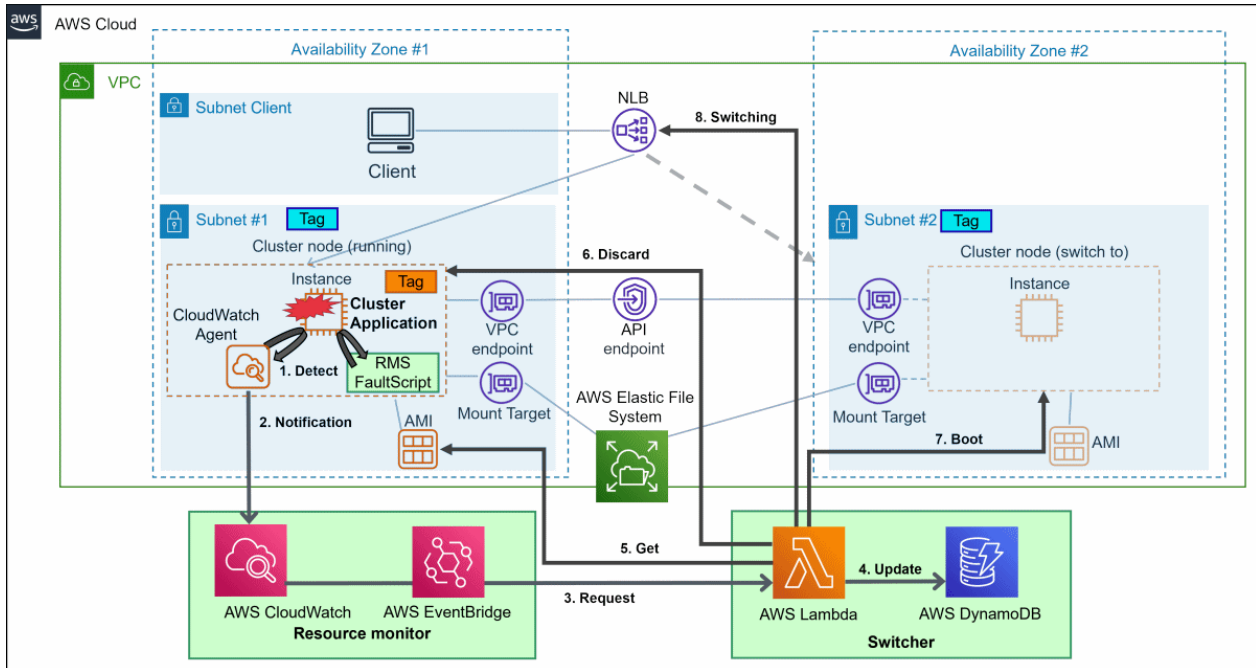 aws
AWS Cloud
Availability Zone #1
Availability Zone #2
VPC
Subnet Client
Client
NLB
8. Switching
Subnet #1
Tag
Cluster node (running)
Instance
Tag
Cluster
Application
CloudWatch
Agent
1. Detect
RMS
FaultScript
2. Notification
AMI
VPC
endpoint
Mount Target
6. Discard
API
endpoint
AWS Elastic File
System
Subnet #2
Tag
Cluster node (switch to)
Instance
VPC
endpoint
Mount Target
7. Boot
AMI
5. Get
3. Request
4. Update
AWS CloudWatch
AWS EventBridge
Resource monitor
AWS Lambda
AWS DynamoDB
Switcher